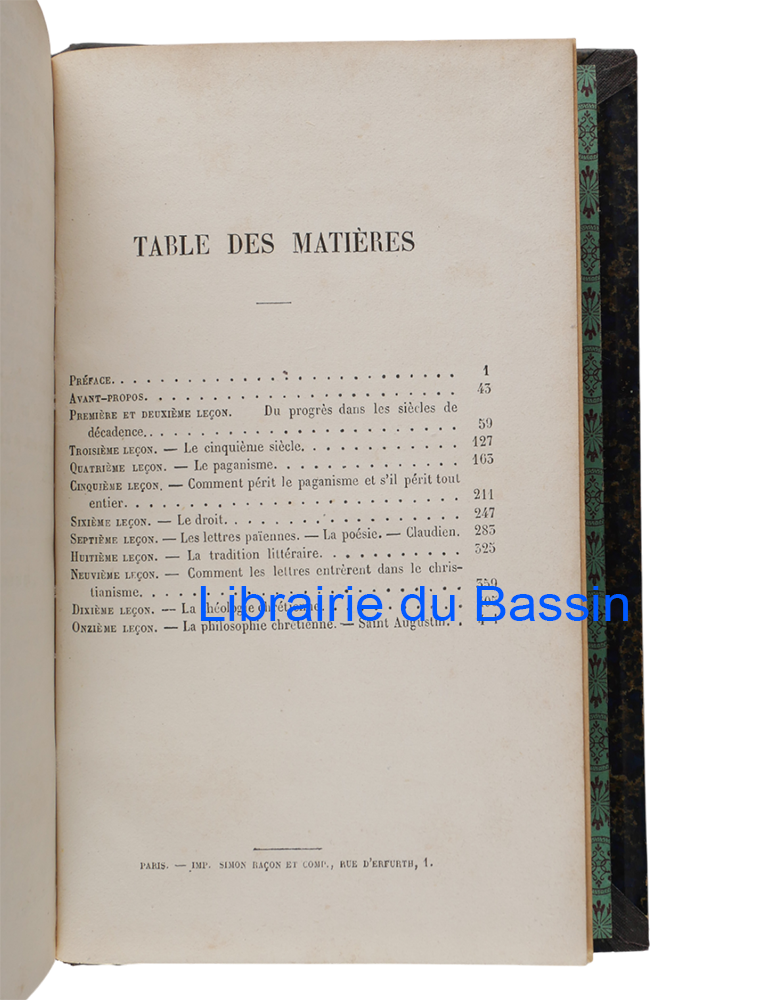 TABLE DES MATIÈRES
PRÉFACE. . . . . . . . . . . . . . . . . . . . . . . . . . . . 1
AVANT-PROPOS. . . . . . . . . . . . . . . . . . . . . . . . . 43
PREMIÈRE ET DEUXIÈME LEÇON. Du progrès dans les siècles de
décadence. . . . . . . . . . . . . . . . . . . . . . . . . 59
TROISIÈME LEÇON. — Le cinquième siècle. . . . . . . . . . . . . 127
QUATRIÈME LEÇON. — Le paganisme. . . . . . . . . . . . . . . 163
CINQUIÈME LEÇON. — Comment périt le paganisme et s'il périt tout
entier. . . . . . . . . . . . . . . . . . . . . . . . . . . 211
SIXIÈME LEÇON. — Le droit. . . . . . . . . . . . . . . . . . . 247
SEPTIÈME LEÇON. — Les lettres païennes. — La poésie. — Claudien. 283
HUITIÈME LEÇON. — La tradition littéraire. . . . . . . . . . . 325
NEUVIÈME LEÇON. — Comment les lettres entrèrent dans le chris-
tianisme. . . . . . . . . . . . . . . . . . . . . . . . . . 359
DIXIÈME LEÇON. — La théologie chrétienne. . . . . . . . . . .
Librairie du Bassin
ONZIÈME LEÇON. — La philosophie chrétienne. — Saint Augustin. .
PARIS. — IMP. SIMON RAÇON ET COMP., RUE D'ERFURTH, 1.